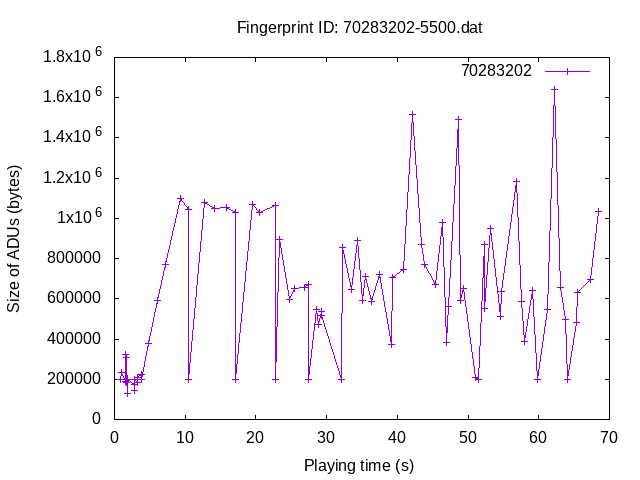 Fingerprint ID: 70283202-5500.dat
70283202
1.8x10^6
1.6x10^6
1.4x10^6
1.2x10^6
1x10^6
800000
600000
400000
200000
0
Size of ADUs (bytes)
0 10 20 30 40 50 60 70
Playing time (s)